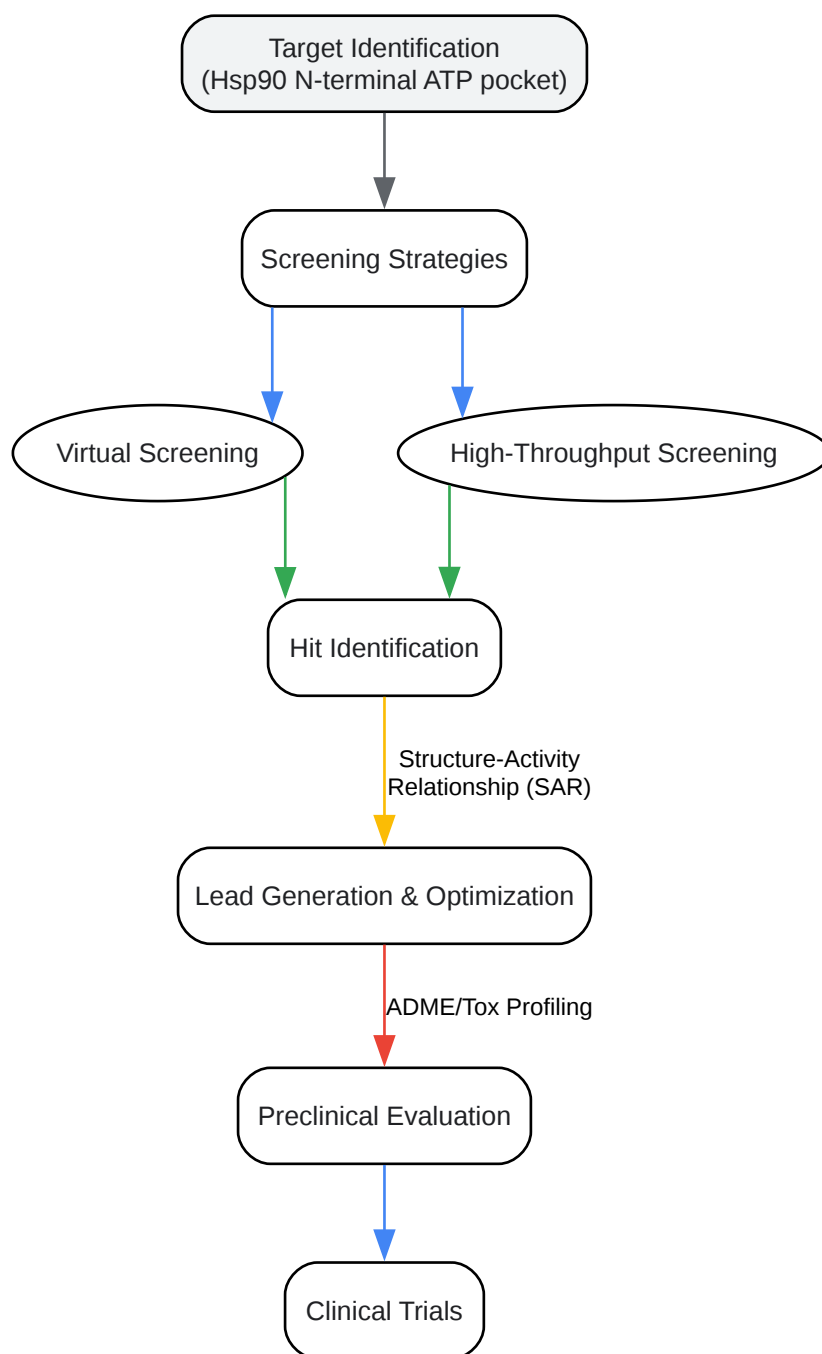 Target Identification
(Hsp90 N-terminal ATP pocket)
Screening Strategies
Virtual Screening
High-Throughput Screening
Hit Identification
Structure-Activity
Relationship (SAR)
Lead Generation & Optimization
ADME/Tox Profiling
Preclinical Evaluation
Clinical Trials